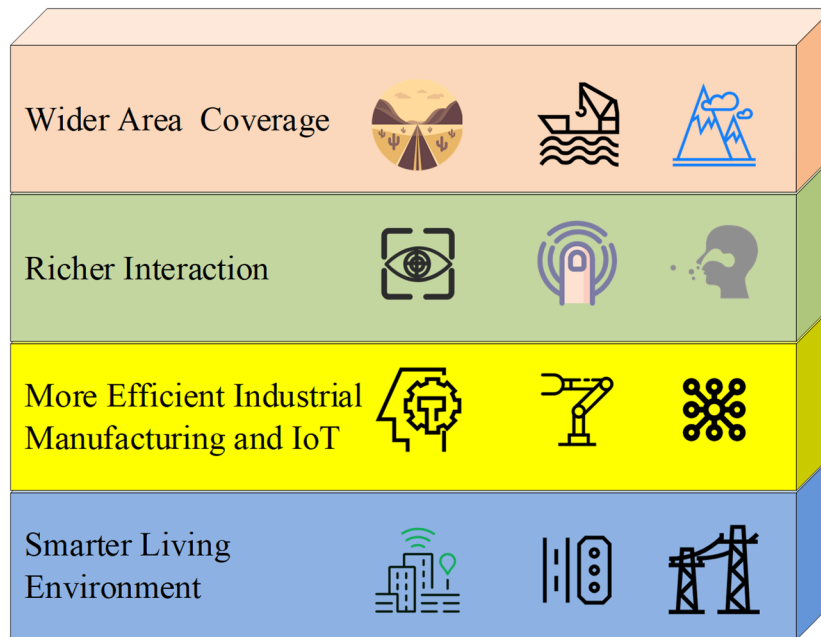 Wider Area Coverage
Richer Interaction
More Efficient Industrial
Manufacturing and IoT
Smarter Living
Environment